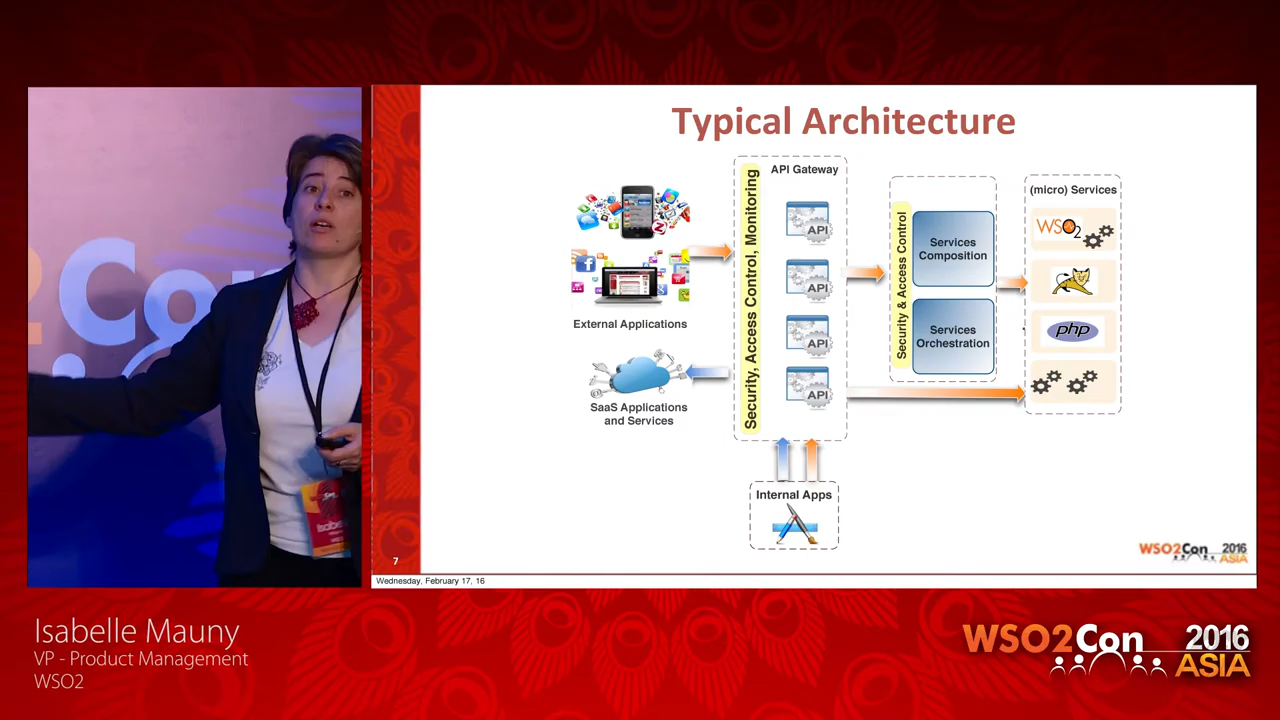 Typical Architecture
API Gateway
Security, Access Control, Monitoring
API
API
API
API
External Applications
SaaS Applications
and Services
Internal Apps
Security & Access Control
Services
Composition
Services
Orchestration
(micro) Services
WSO2
php
7
WSO2Con 2016
ASIA
Wednesday, February 17, 16
Isabelle Mauny
VP - Product Management
WSO2
WSO2Con 2016
ASIA
2Co